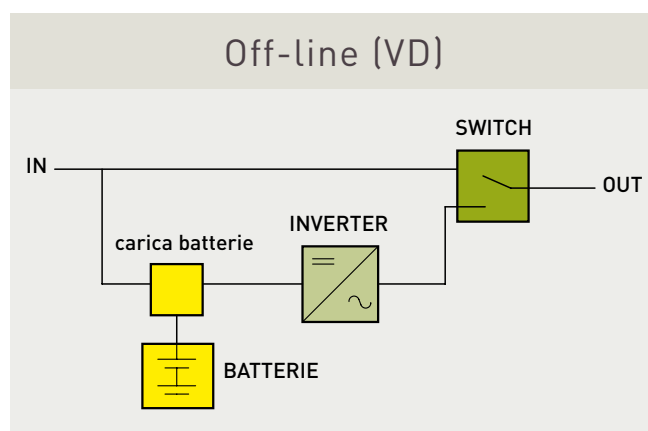 Off-line (VD)
SWITCH
IN
OUT
INVERTER
carica batterie
BATTERIE